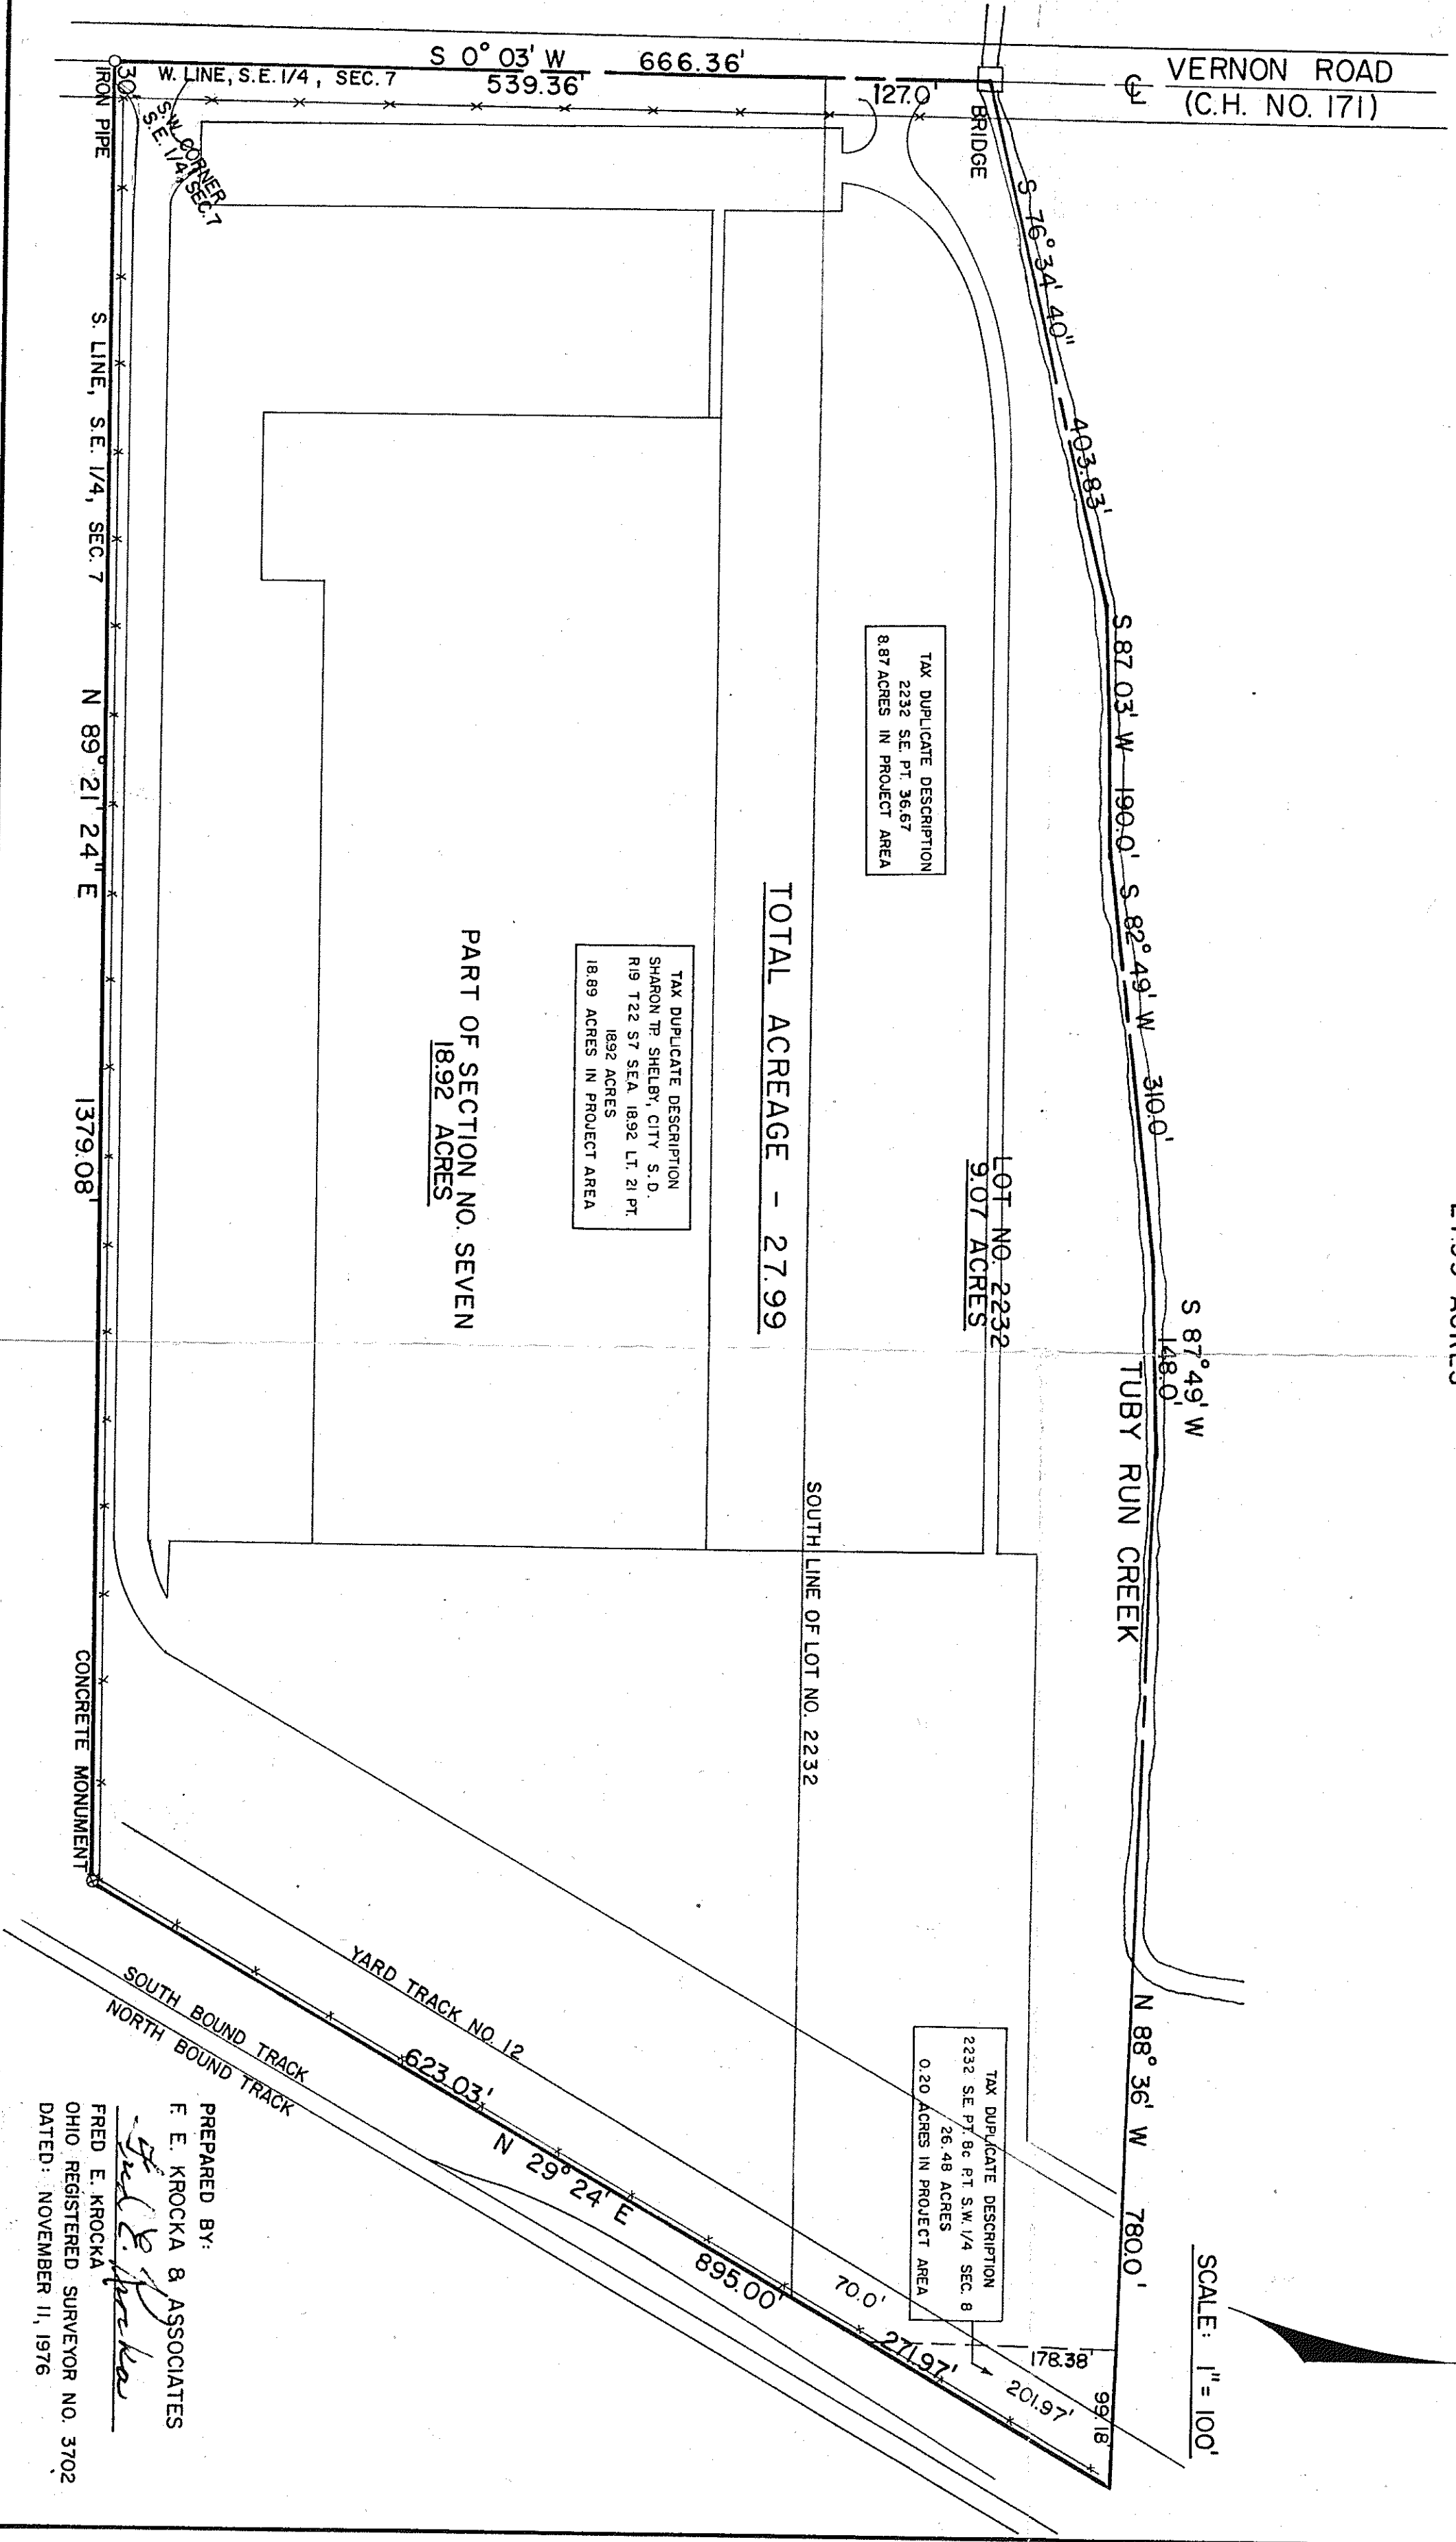 VERNON ROAD
(C.H. NO. 171)
℄
S 0° 03' W 666.36'
W. LINE, S.E. 1/4, SEC. 7
539.36'
127.0'
BRIDGE
30'
IRON PIPE
S.W. CORNER
S.E. 1/4, SEC. 7
S 76° 34' 40"
403.83'
S 87 03' W 190.0'
S 82° 49' W 310.0'
S 87° 49' W
148.0'
TUBY RUN CREEK
N 88° 36' W 780.0'
TAX DUPLICATE DESCRIPTION
2232 S.E. PT. 36.67
8.87 ACRES IN PROJECT AREA
LOT NO. 2232
9.07 ACRES
TOTAL ACREAGE - 27.99
SOUTH LINE OF LOT NO. 2232
TAX DUPLICATE DESCRIPTION
SHARON TP. SHELBY, CITY S.D.
R19 T22 S7 SEA 18.92 LT. 21 PT.
18.92 ACRES
18.89 ACRES IN PROJECT AREA
PART OF SECTION NO. SEVEN
18.92 ACRES
S. LINE, S.E. 1/4, SEC. 7 N 89° 21' 24" E 1379.08'
CONCRETE MONUMENT
TAX DUPLICATE DESCRIPTION
2232 S.E. PT. 8c PT. S.W. 1/4 SEC. 8
26.48 ACRES
0.20 ACRES IN PROJECT AREA
YARD TRACK NO. 12
SOUTH BOUND TRACK
NORTH BOUND TRACK
623.03'
N 29° 24' E
895.00'
70.0'
271.97'
201.97'
178.38'
99.18'
SCALE: 1" = 100'
PREPARED BY:
F. E. KROCKA & ASSOCIATES
Fred E. Krocka
FRED E. KROCKA
OHIO REGISTERED SURVEYOR NO. 3702
DATED: NOVEMBER 11, 1976